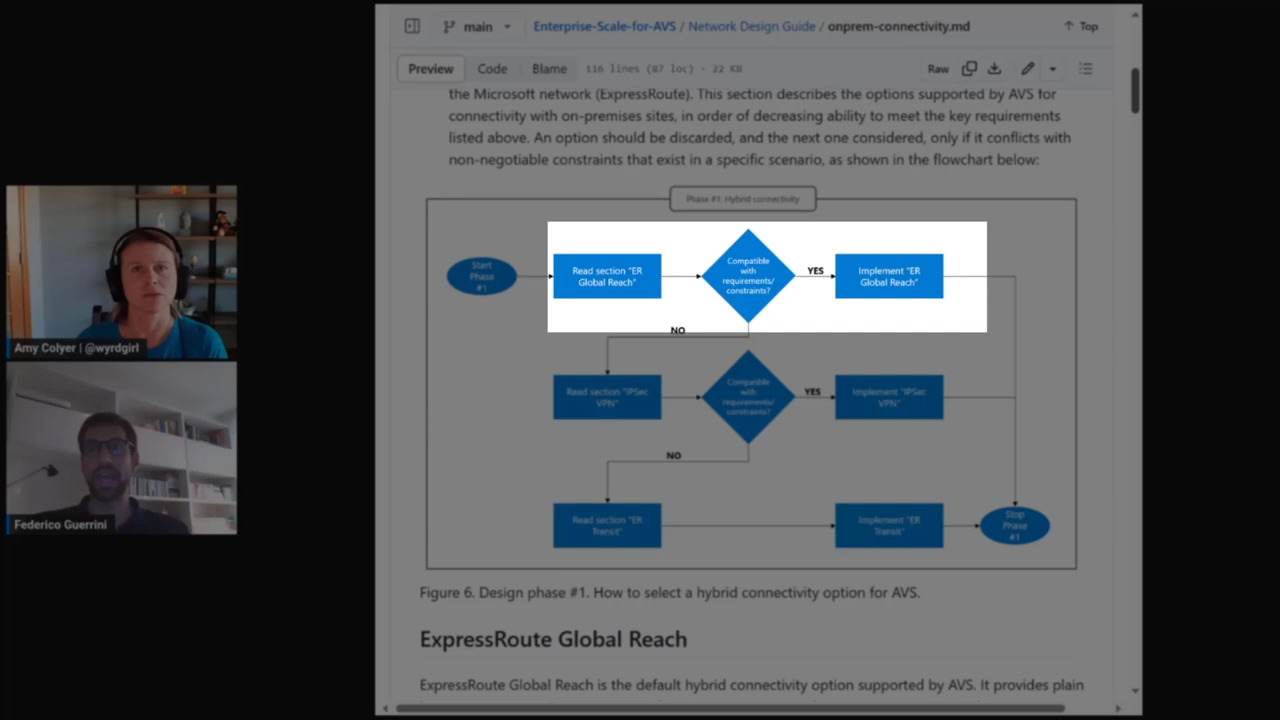 main
Enterprise-Scale-for-AVS / Network Design Guide / onprem-connectivity.md
Top
Preview
Code
Blame
116 lines (87 loc) · 22 KB
Raw
the Microsoft network (ExpressRoute). This section describes the options supported by AVS for
connectivity with on-premises sites, in order of decreasing ability to meet the key requirements
listed above. An option should be discarded, and the next one considered, only if it conflicts with
non-negotiable constraints that exist in a specific scenario, as shown in the flowchart below:
Phase #1: Hybrid connectivity
Start
Phase
#1
Read section "ER
Global Reach"
Compatible
with
requirements/
constraints?
YES
Implement "ER
Global Reach"
NO
Read section "IPSec
VPN"
Compatible
with
requirements/
constraints?
YES
Implement "IPSec
VPN"
NO
Read section "ER
Transit"
Implement "ER
Transit"
Stop
Phase
#1
Figure 6. Design phase #1. How to select a hybrid connectivity option for AVS.
ExpressRoute Global Reach
ExpressRoute Global Reach is the default hybrid connectivity option supported by AVS. It provides plain
Amy Colyer | @wyrdgirl
Federico Guerrini